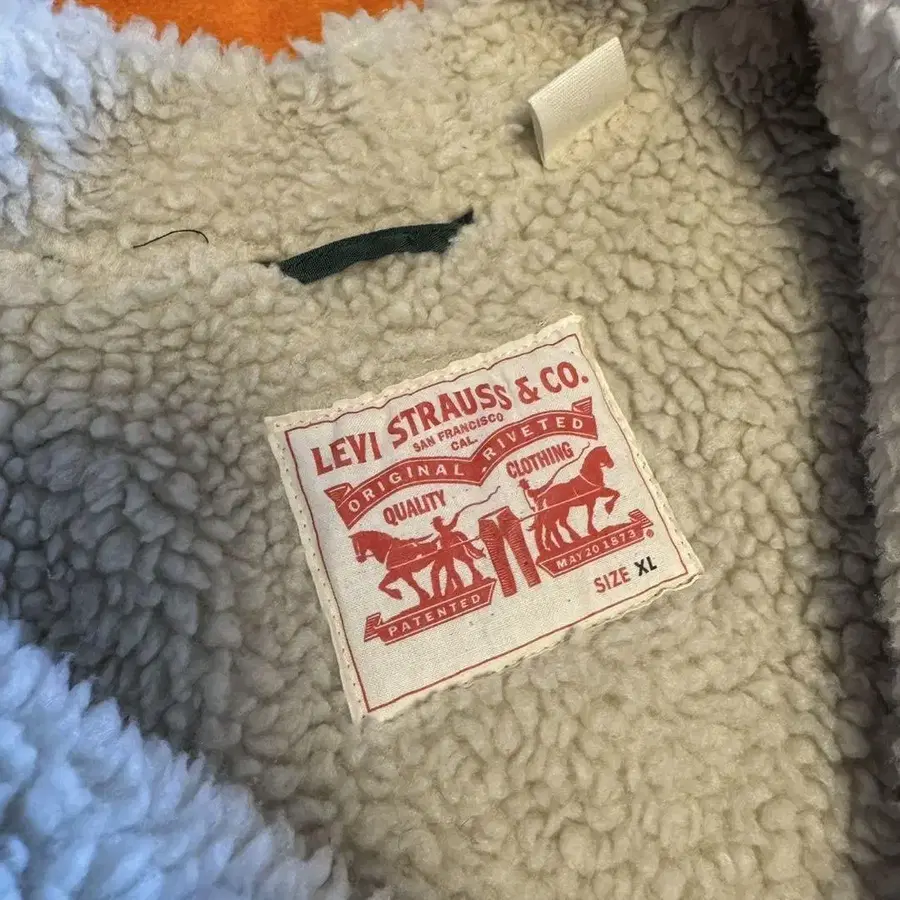 LEVI STRAUSS & CO.
SAN FRANCISCO
CAL.
ORIGINAL RIVETED
QUALITY CLOTHING
PATENTED
MAY 20 1873
SIZE XL